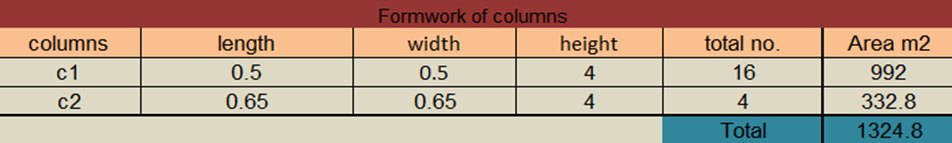 Formwork of columns
columns length width height total no. Area m2
c1 0.5 0.5 4 16 992
c2 0.65 0.65 4 4 332.8
Total 1324.8